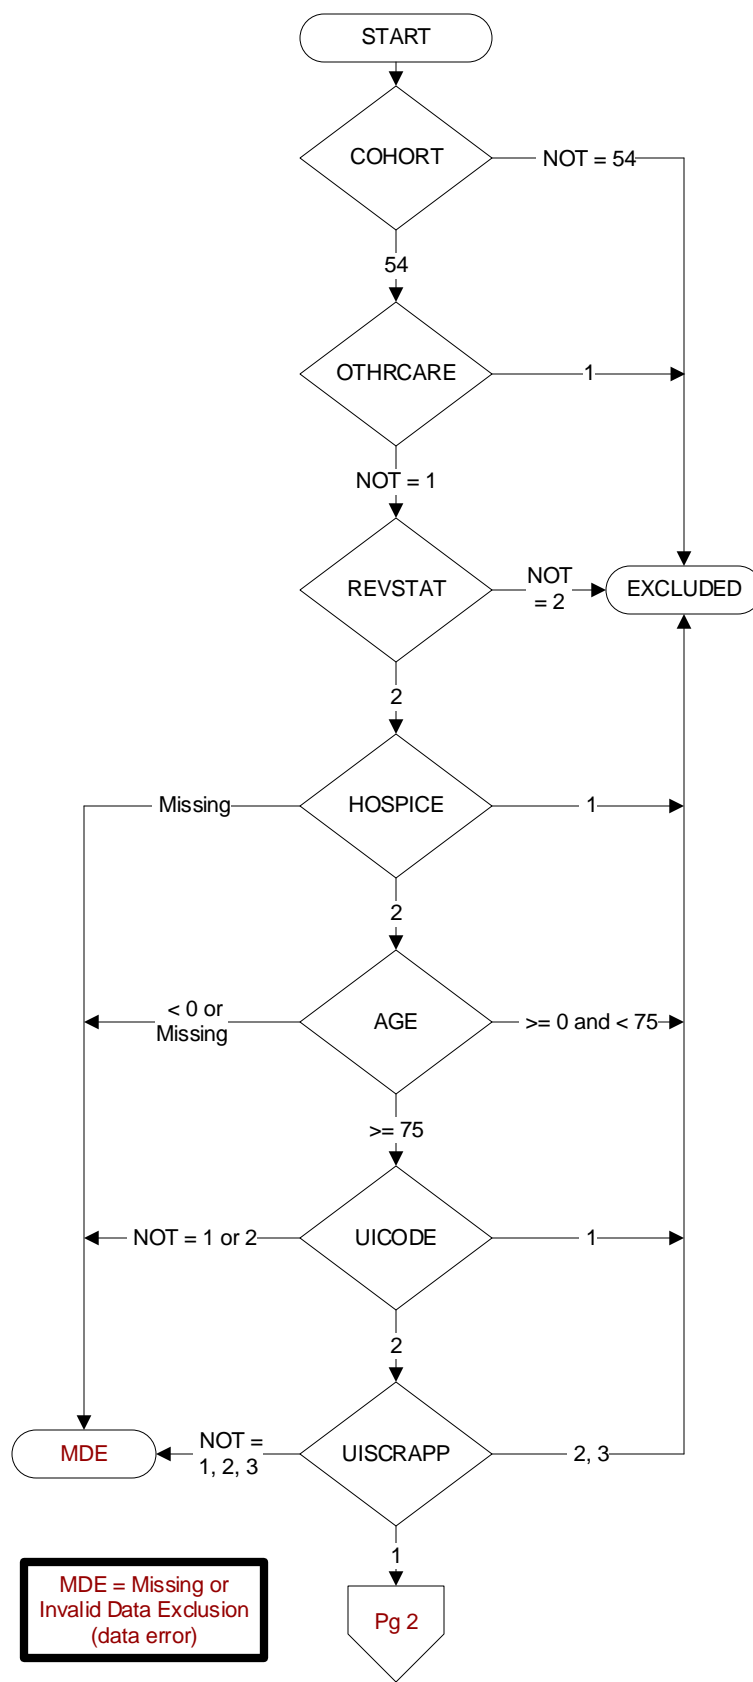 START
COHORT
NOT = 54
54
OTHRCARE
1
NOT = 1
REVSTAT
NOT
= 2
EXCLUDED
2
Missing
HOSPICE
1
2
< 0 or
Missing
AGE
>= 0 and < 75
>= 75
NOT = 1 or 2
UICODE
1
2
MDE
NOT =
1, 2, 3
UISCRAPP
2, 3
1
MDE = Missing or
Invalid Data Exclusion
(data error)
Pg 2